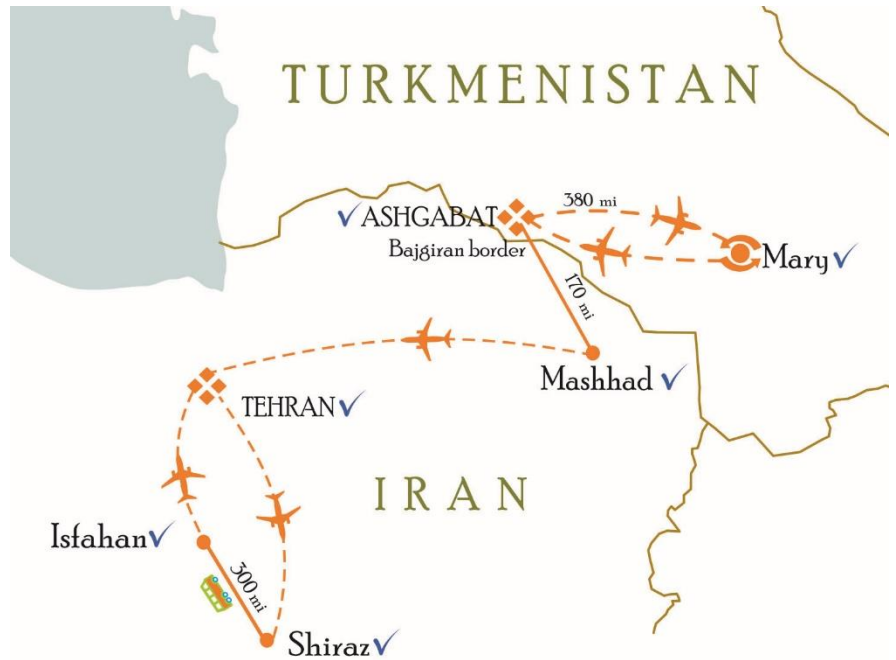 TURKMENISTAN
380 mi
ASHGABAT
Bajgiran border
Mary
170 mi
Mashhad
TEHRAN
IRAN
Isfahan
300 mi
Shiraz